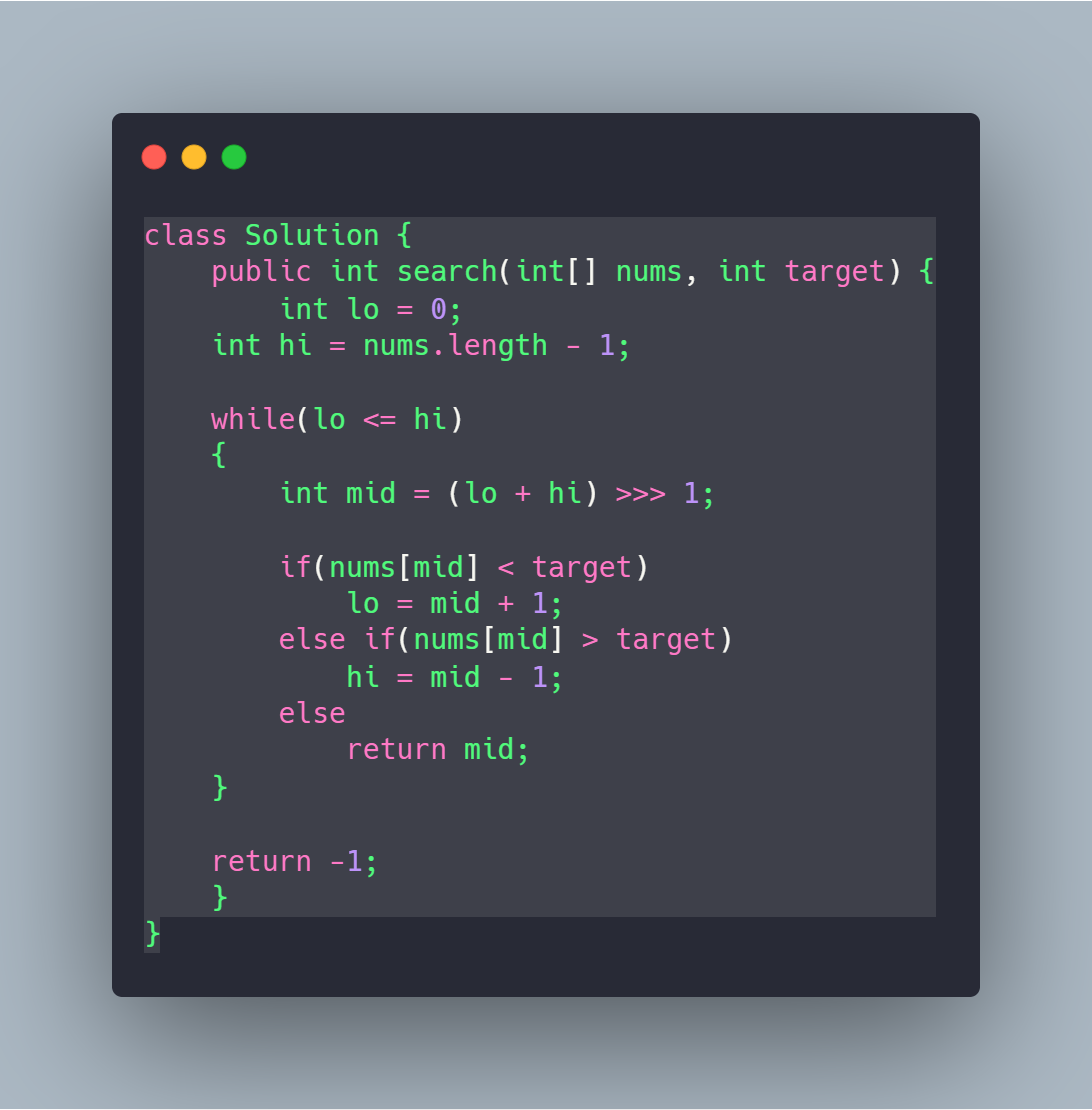 class Solution {
    public int search(int[] nums, int target) {
        int lo = 0;
    int hi = nums.length - 1;

    while(lo <= hi)
    {
        int mid = (lo + hi) >>> 1;

        if(nums[mid] < target)
            lo = mid + 1;
        else if(nums[mid] > target)
            hi = mid - 1;
        else
            return mid;
    }

    return -1;
    }
}